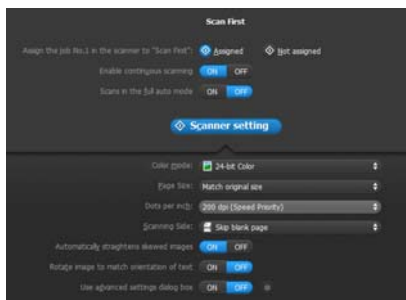 Scan First
Assign the job No.1 in the scanner to "Scan First": Assigned Not assigned
Enable continuous scanning ON OFF
Scans in the full auto mode ON OFF
Scanner setting
Color mode: 24-bit Color
Page Size: Match original size
Dots per inch: 200 dpi (Speed Priority)
Scanning Side: Skip blank page
Automatically straightens skewed images ON OFF
Rotate image to match orientation of text: ON OFF
Use advanced settings dialog box ON OFF